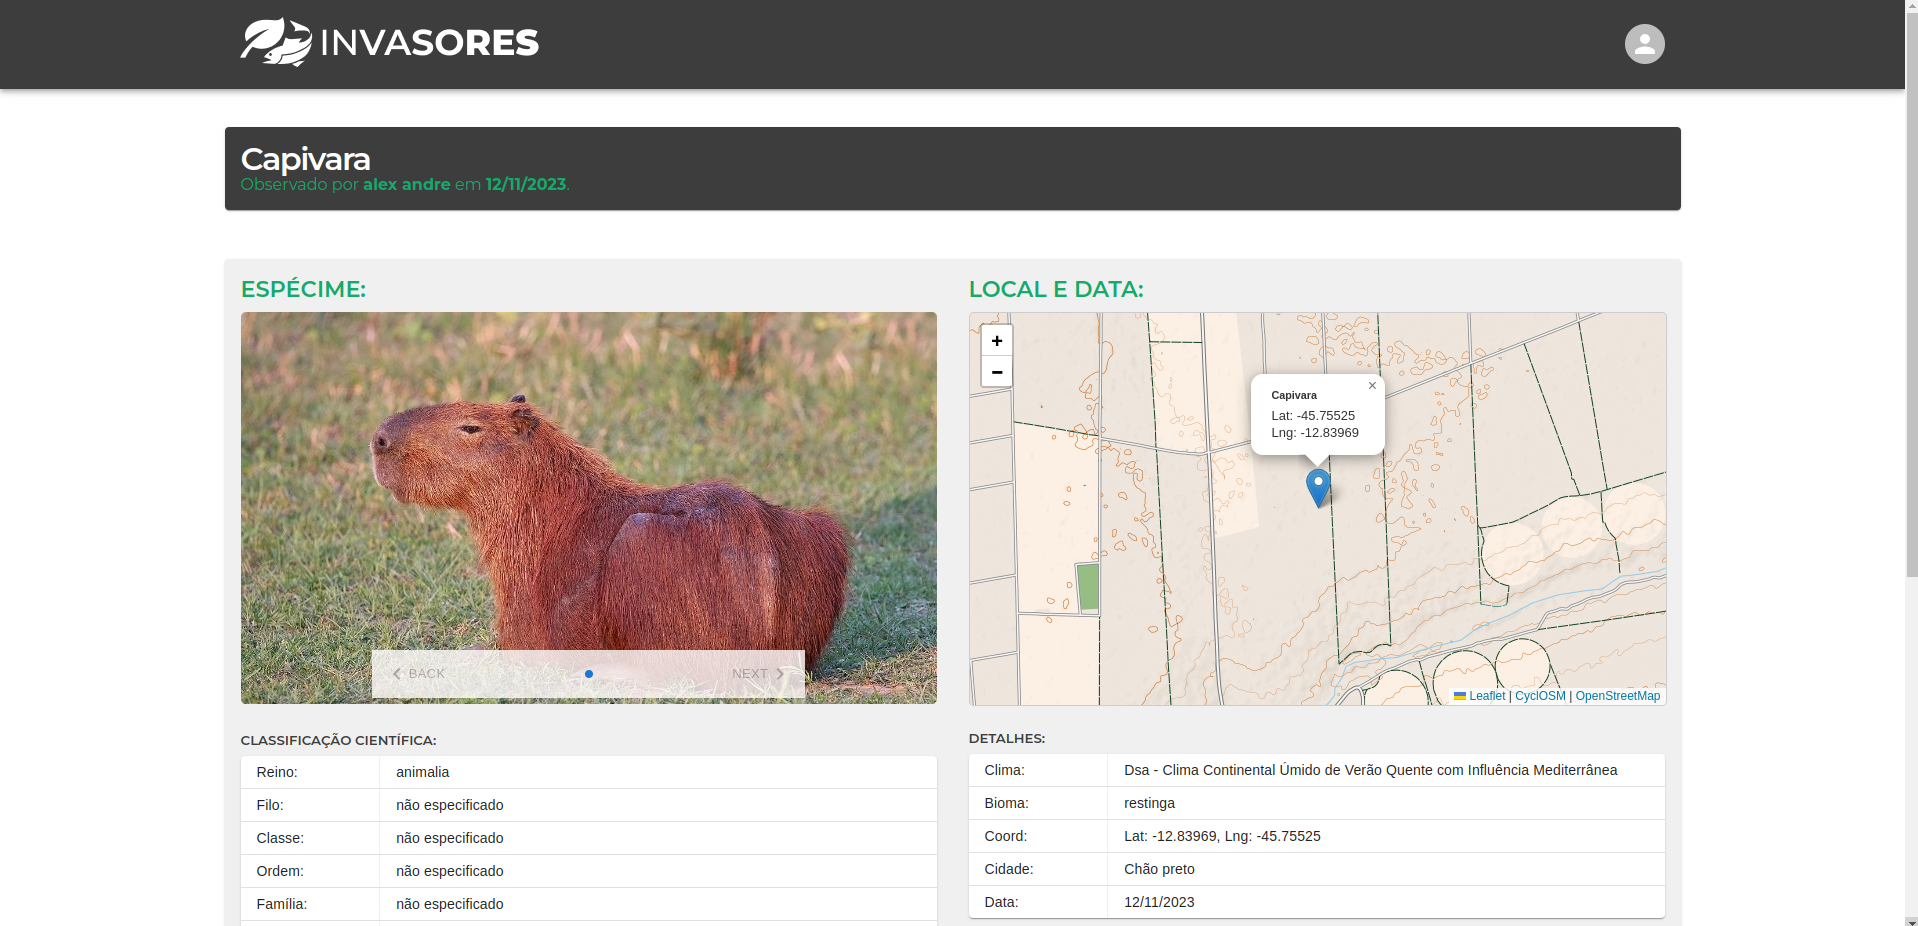 INVASORES
Capivara
Observado por alex andre em 12/11/2023.
ESPÉCIME:
BACK
NEXT
CLASSIFICAÇÃO CIENTÍFICA:
Reino: animalia
Filo: não especificado
Classe: não especificado
Ordem: não especificado
Família: não especificado
LOCAL E DATA:
+
−
×
Capivara
Lat: -45.75525
Lng: -12.83969
Leaflet | CyclOSM | OpenStreetMap
DETALHES:
Clima: Dsa - Clima Continental Úmido de Verão Quente com Influência Mediterrânea
Bioma: restinga
Coord: Lat: -12.83969, Lng: -45.75525
Cidade: Chão preto
Data: 12/11/2023